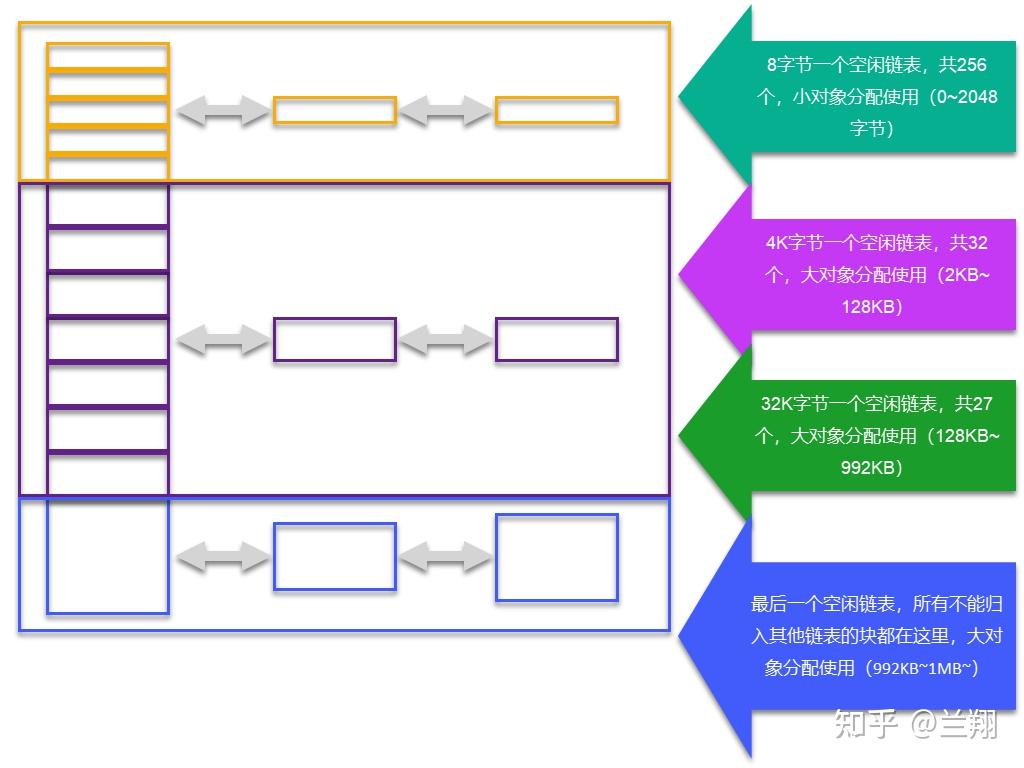 8字节一个空闲链表，共256
个，小对象分配使用（0~2048
字节）
4K字节一个空闲链表，共32
个，大对象分配使用（2KB~
128KB）
32K字节一个空闲链表，共27
个，大对象分配使用（128KB~
992KB）
最后一个空闲链表，所有不能归
入其他链表的块都在这里，大对
象分配使用（992KB~1MB~）
知乎 @兰翔